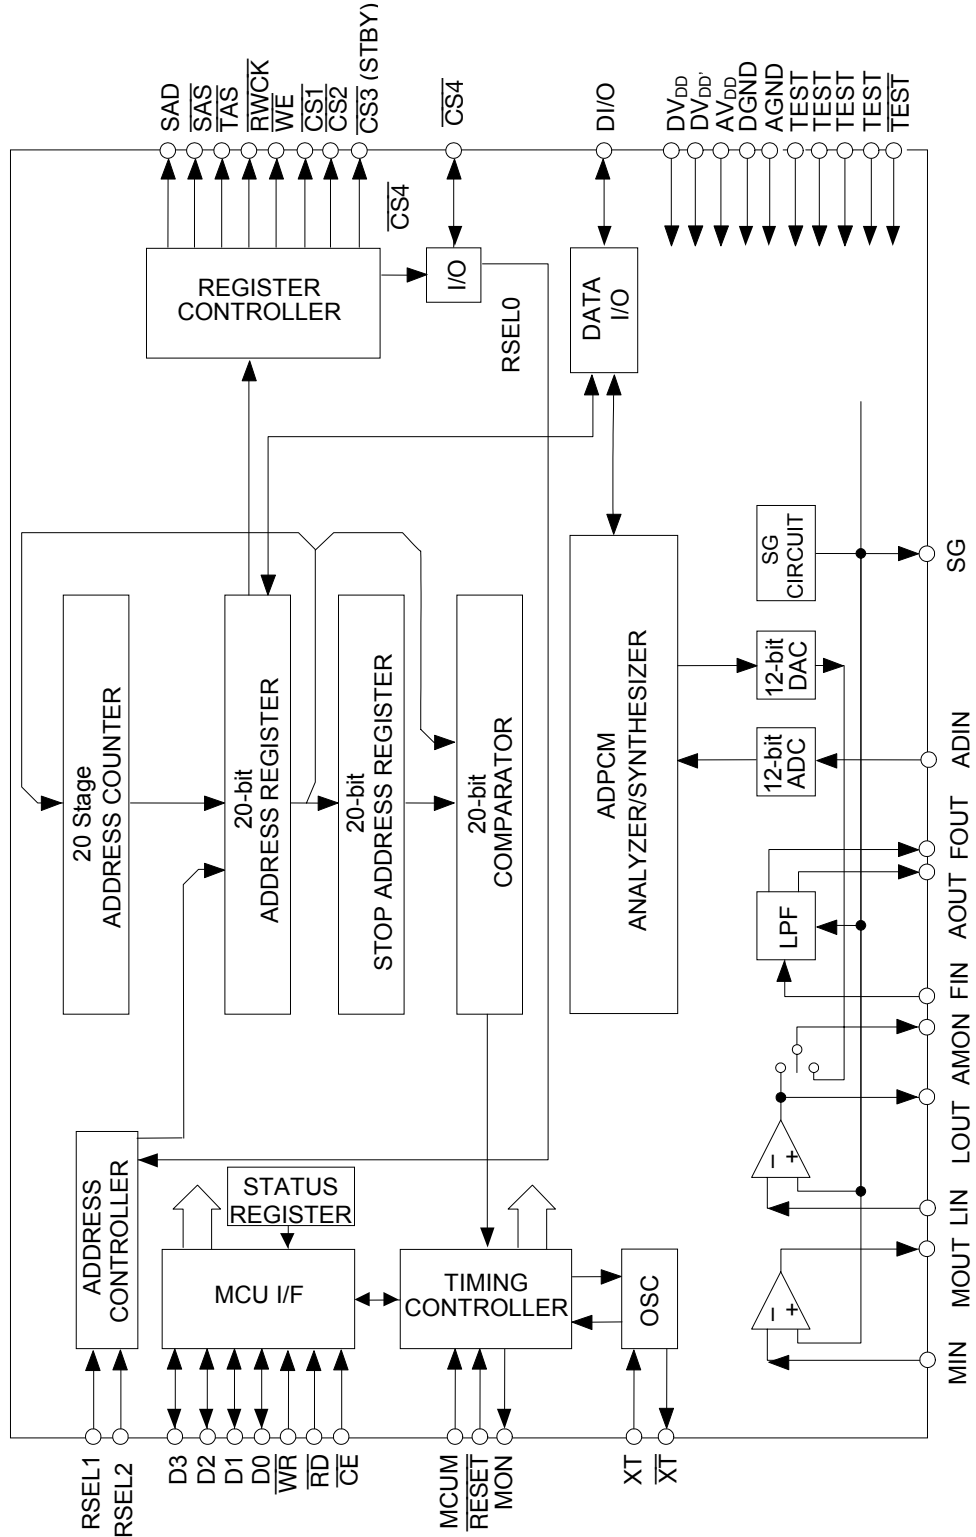 SAD
SAS
TAS
RWCK
WE
CS1
CS2
CS3 (STBY)
CS4
CS4
DI/O
DVDD
DVDD'
AVDD
DGND
AGND
TEST
TEST
TEST
TEST
TEST
REGISTER
CONTROLLER
I/O
RSEL0
DATA
I/O
20 Stage
ADDRESS COUNTER
20-bit
ADDRESS REGISTER
20-bit
STOP ADDRESS REGISTER
20-bit
COMPARATOR
ADPCM
ANALYZER/SYNTHESIZER
SG
CIRCUIT
12-bit
DAC
12-bit
ADC
LPF
ADDRESS
CONTROLLER
STATUS
REGISTER
MCU I/F
TIMING
CONTROLLER
OSC
− +
− +
RSEL1
RSEL2
D3
D2
D1
D0
WR
RD
CE
MCUM
RESET
MON
XT
XT
MIN
MOUT
LIN
LOUT
AMON
FIN
AOUT
FOUT
ADIN
SG